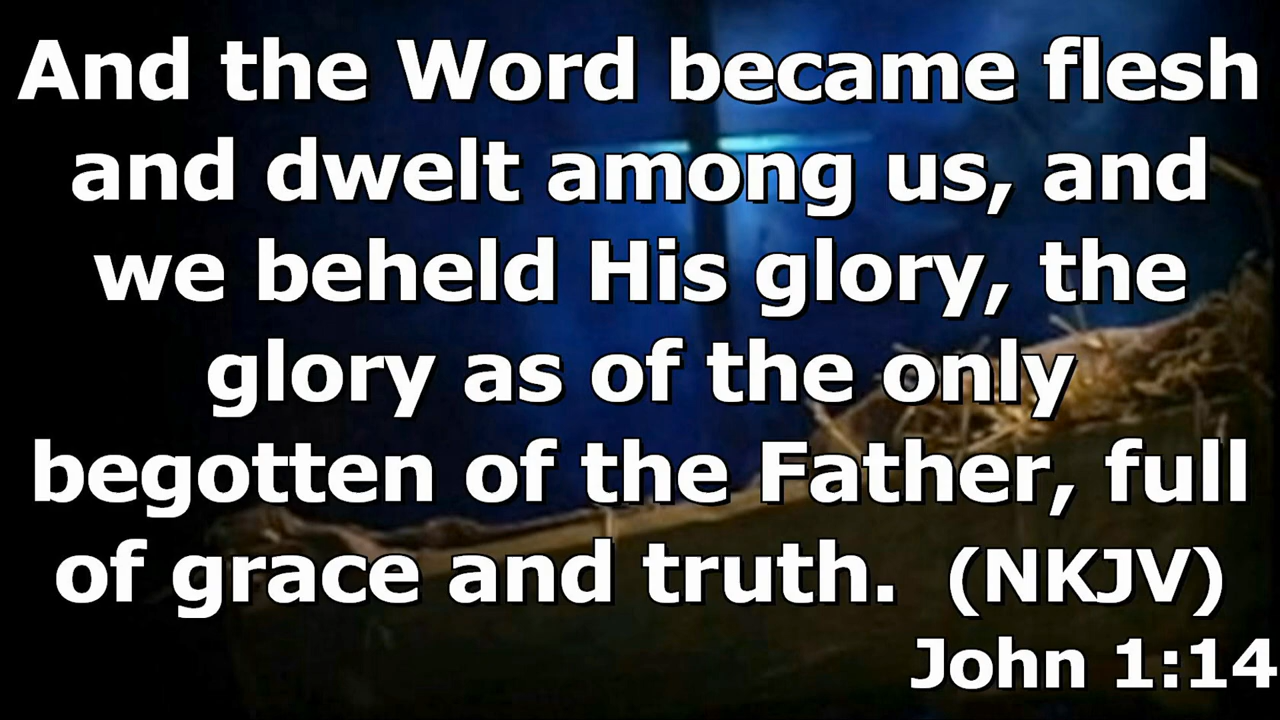 And the Word became flesh
and dwelt among us, and
we beheld His glory, the
glory as of the only
begotten of the Father, full
of grace and truth.  (NKJV)
John 1:14